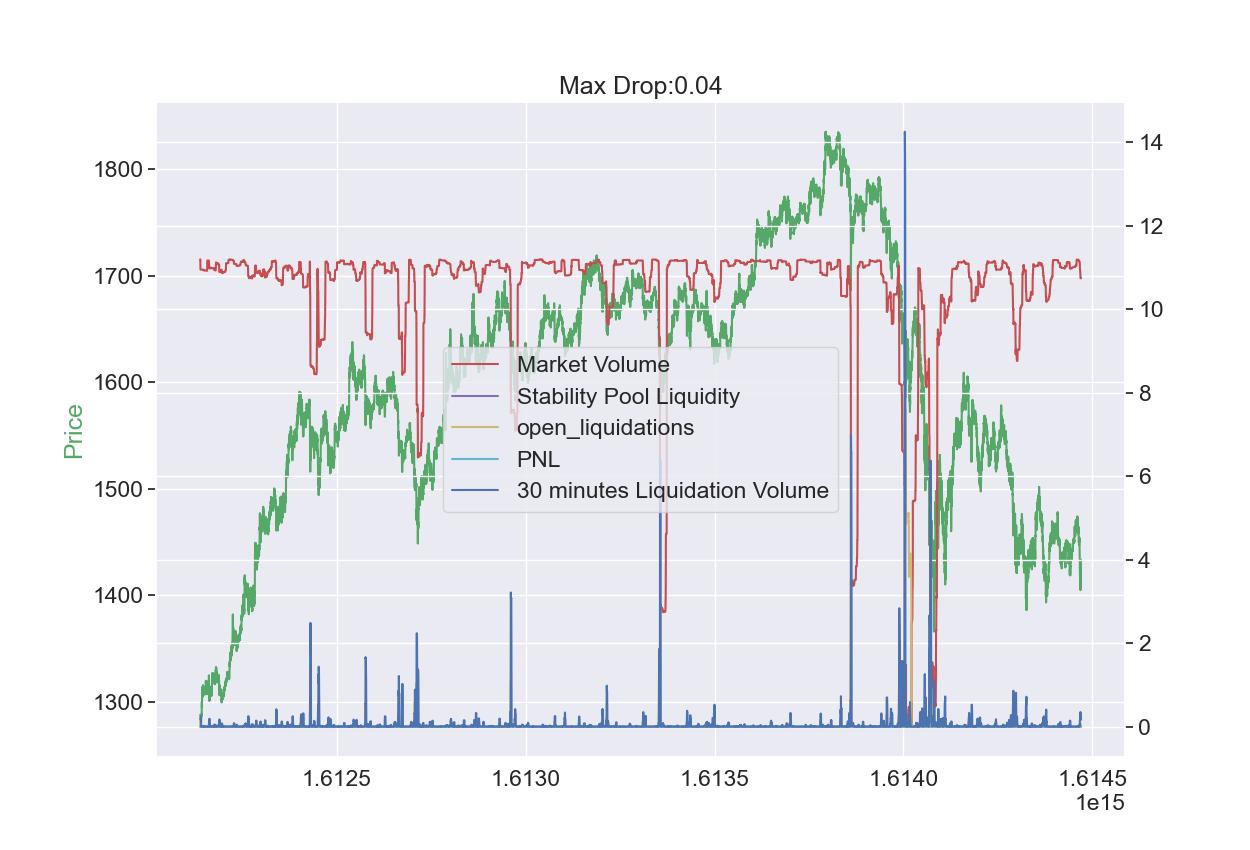 Max Drop:0.04
Price
1800
1700
1600
1500
1400
1300
14
12
10
8
6
4
2
0
Market Volume
Stability Pool Liquidity
open_liquidations
PNL
30 minutes Liquidation Volume
1.6125 1.6130 1.6135 1.6140 1.6145
1e15